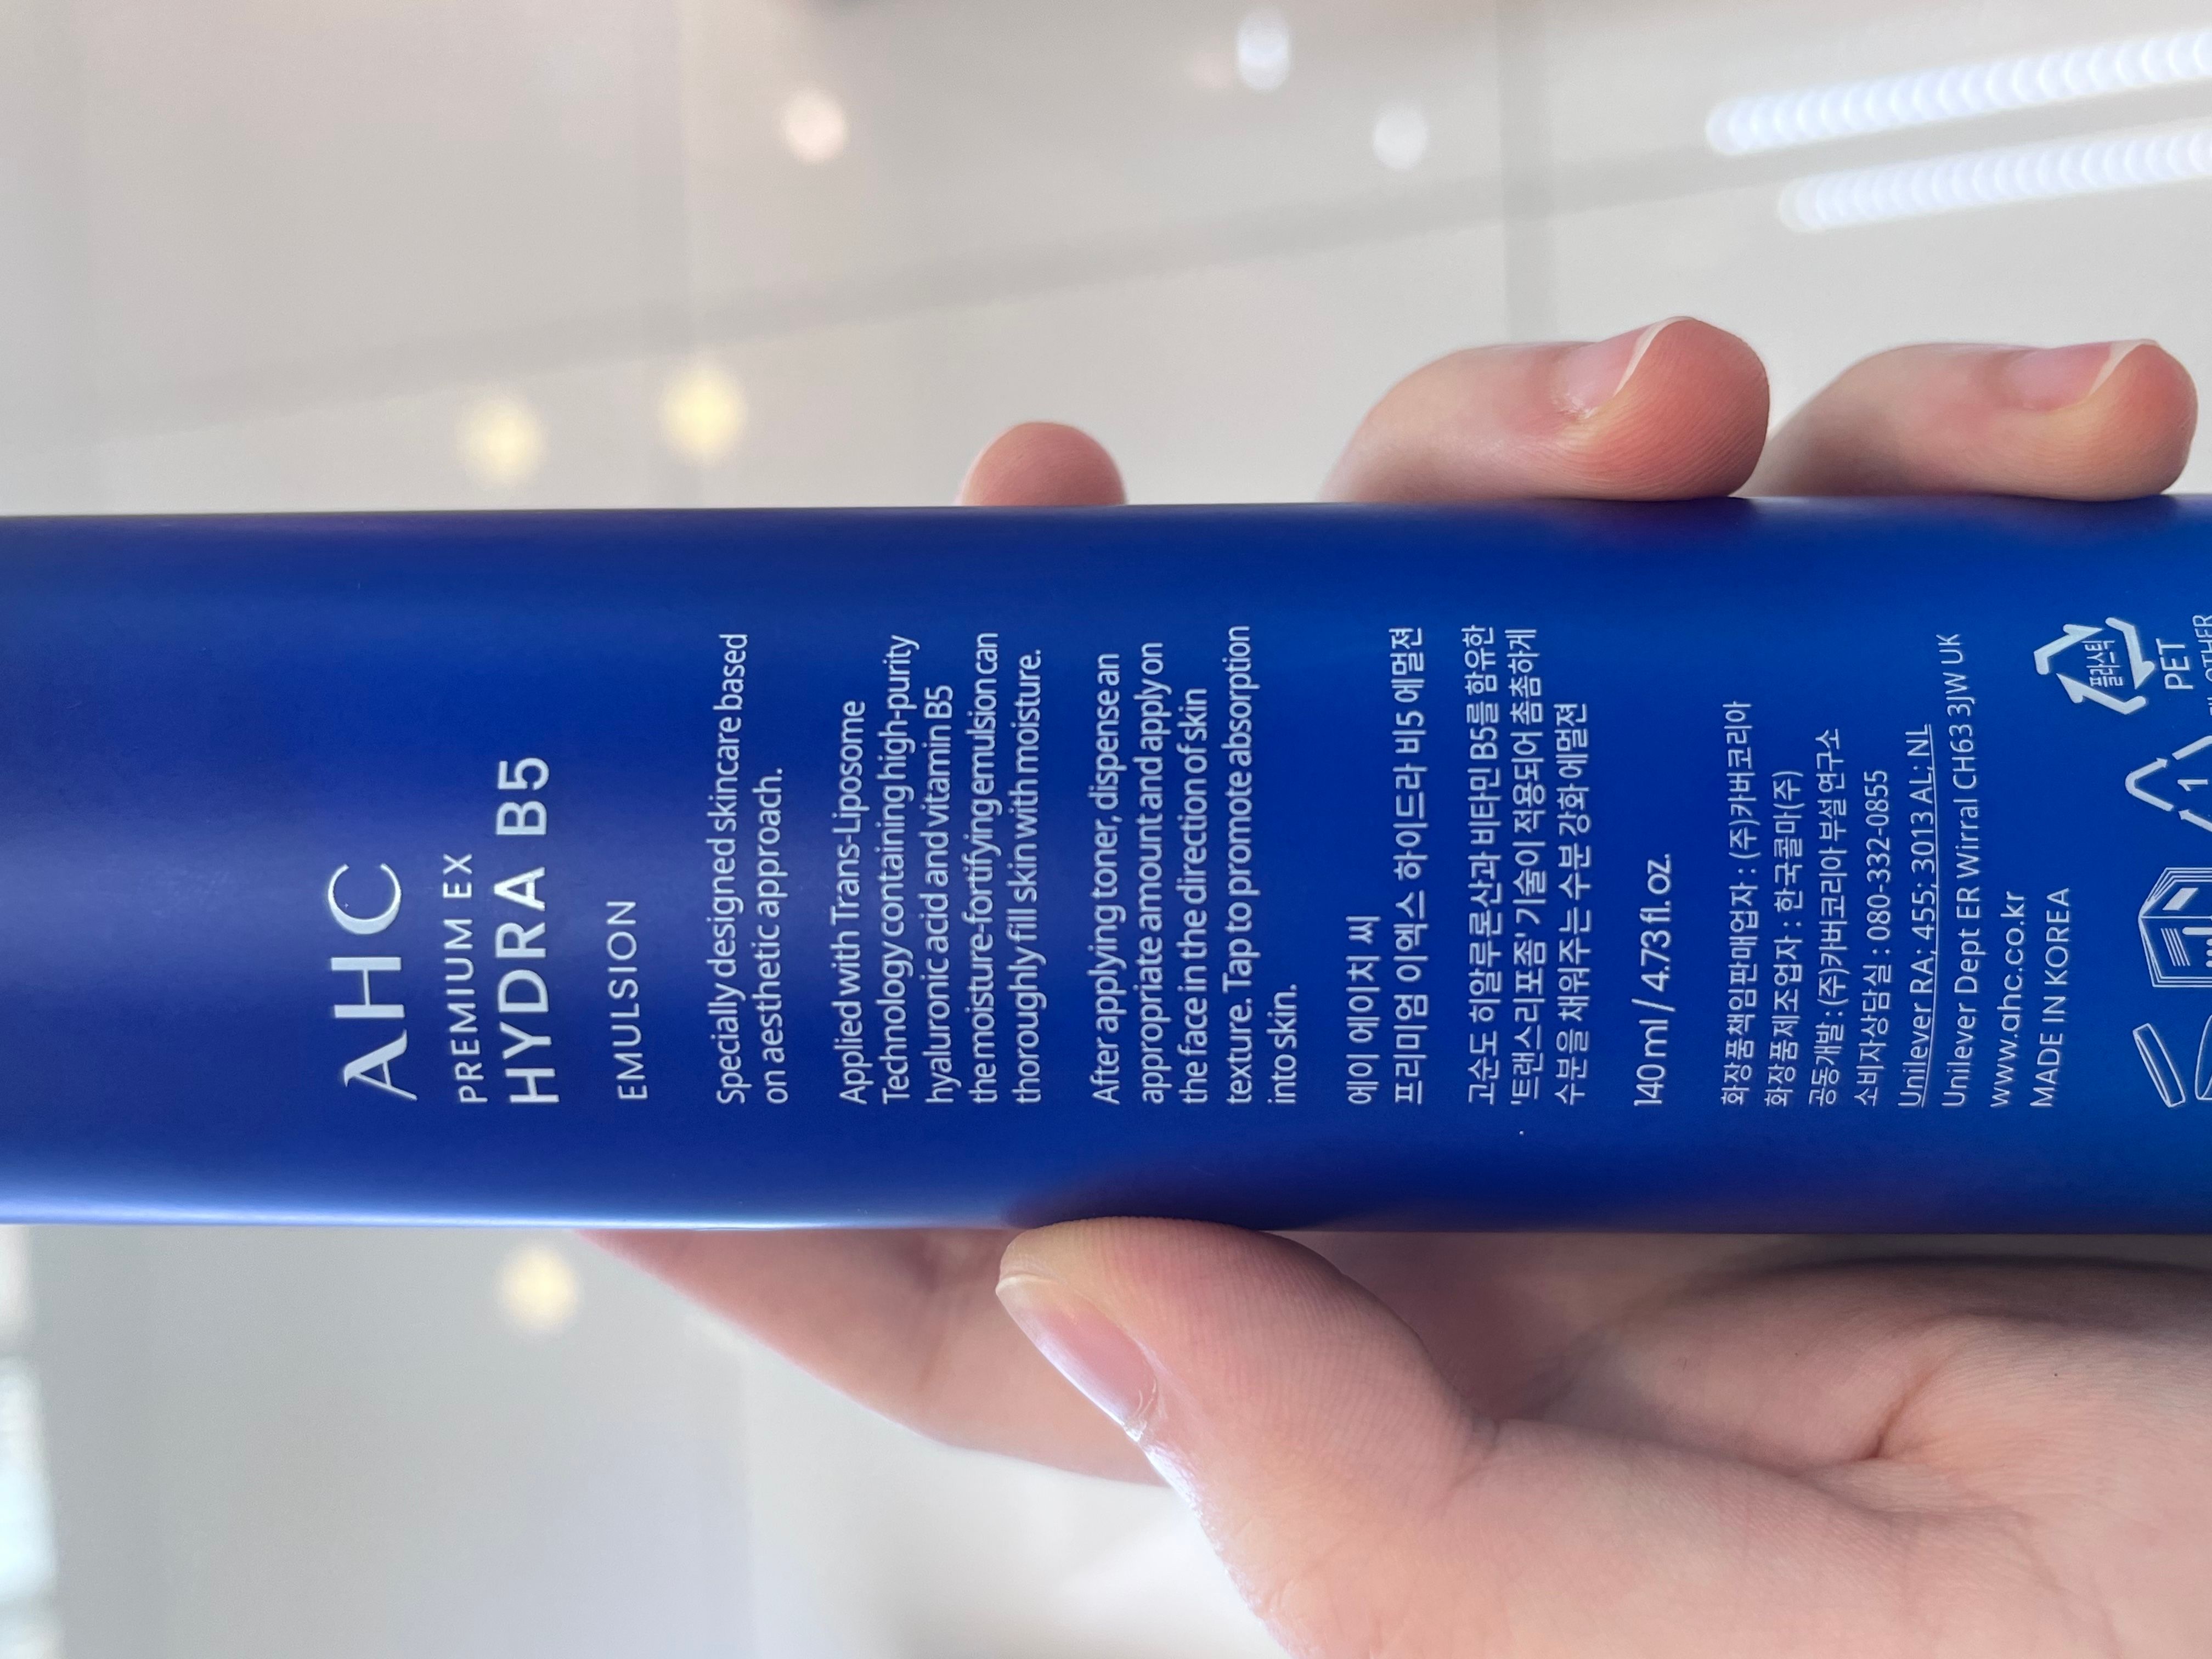 AHC
PREMIUM EX
HYDRA B5
EMULSION
Specially designed skincare based
on aesthetic approach.
Applied with Trans-Liposome
Technology containing high-purity
hyaluronic acid and vitamin B5
the moisture-fortifying emulsion can
thoroughly fill skin with moisture.
After applying toner, dispense an
appropriate amount and apply on
the face in the direction of skin
texture. Tap to promote absorption
into skin.
에이 에이치 씨
프리미엄 이엑스 하이드라 비5 에멀젼
고순도 히알루론산과 비타민 B5를 함유한
'트랜스리포좀' 기술이 적용되어 촘촘하게
수분을 채워주는 수분 강화 에멀젼
140 ml / 4.73 fl. oz.
화장품책임판매업자 : (주)카버코리아
화장품제조업자 : 한국콜마(주)
공동개발 : (주)카버코리아 부설연구소
소비자상담실 : 080-332-0855
Unilever RA; 455; 3013 AL; NL
Unilever Dept ER Wirral CH63 3JW UK
www.ahc.co.kr
MADE IN KOREA
플라스틱
PET
1
OTHER